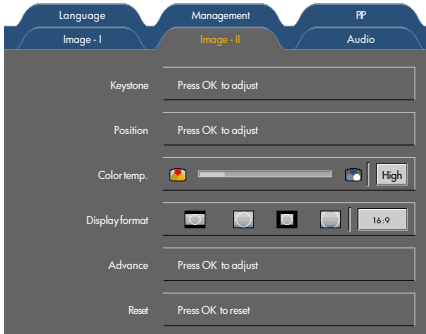 Language Management PIP
Image - I Image - II Audio
Keystone Press OK to adjust
Position Press OK to adjust
Color temp. High
Display format 16:9
Advance Press OK to adjust
Reset Press OK to reset